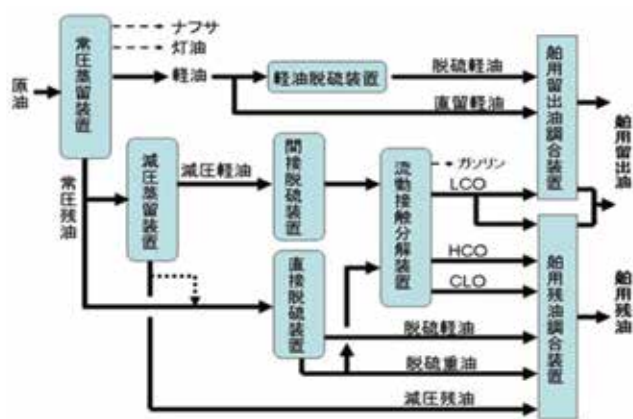 原油
常圧蒸留装置
ナフサ
灯油
軽油
軽油脱硫装置
脱硫軽油
直留軽油
舶用留出油調合装置
舶用留出油
常圧残油
減圧蒸留装置
減圧軽油
間接脱硫装置
流動接触分解装置
ガソリン
LCO
HCO
CLO
直接脱硫装置
脱硫軽油
脱硫重油
減圧残油
舶用残油調合装置
舶用残油